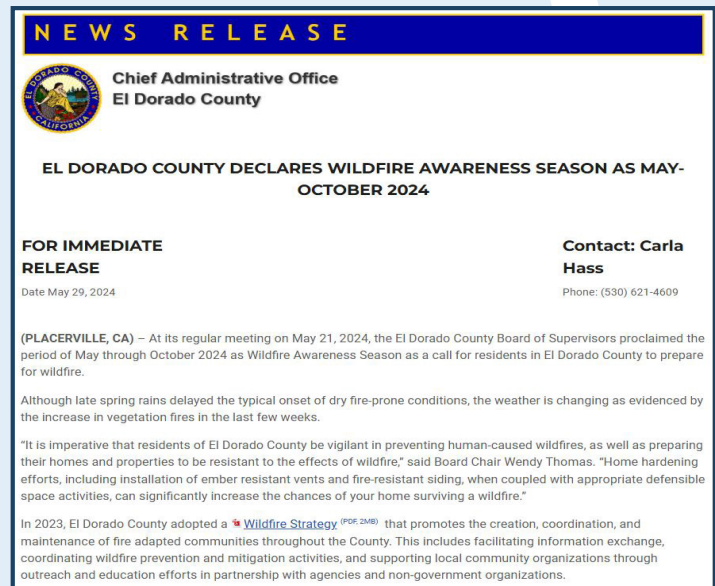 NEWS RELEASE
EL DORADO COUNTY
CALIFORNIA
Chief Administrative Office
El Dorado County
EL DORADO COUNTY DECLARES WILDFIRE AWARENESS SEASON AS MAY-
OCTOBER 2024
FOR IMMEDIATE
RELEASE
Date May 29, 2024
Contact: Carla
Hass
Phone: (530) 621-4609
(PLACERVILLE, CA) – At its regular meeting on May 21, 2024, the El Dorado County Board of Supervisors proclaimed the
period of May through October 2024 as Wildfire Awareness Season as a call for residents in El Dorado County to prepare
for wildfire.
Although late spring rains delayed the typical onset of dry fire-prone conditions, the weather is changing as evidenced by
the increase in vegetation fires in the last few weeks.
“It is imperative that residents of El Dorado County be vigilant in preventing human-caused wildfires, as well as preparing
their homes and properties to be resistant to the effects of wildfire,” said Board Chair Wendy Thomas. “Home hardening
efforts, including installation of ember resistant vents and fire-resistant siding, when coupled with appropriate defensible
space activities, can significantly increase the chances of your home surviving a wildfire.”
In 2023, El Dorado County adopted a Wildfire Strategy (PDF, 2MB) that promotes the creation, coordination, and
maintenance of fire adapted communities throughout the County. This includes facilitating information exchange,
coordinating wildfire prevention and mitigation activities, and supporting local community organizations through
outreach and education efforts in partnership with agencies and non-government organizations.